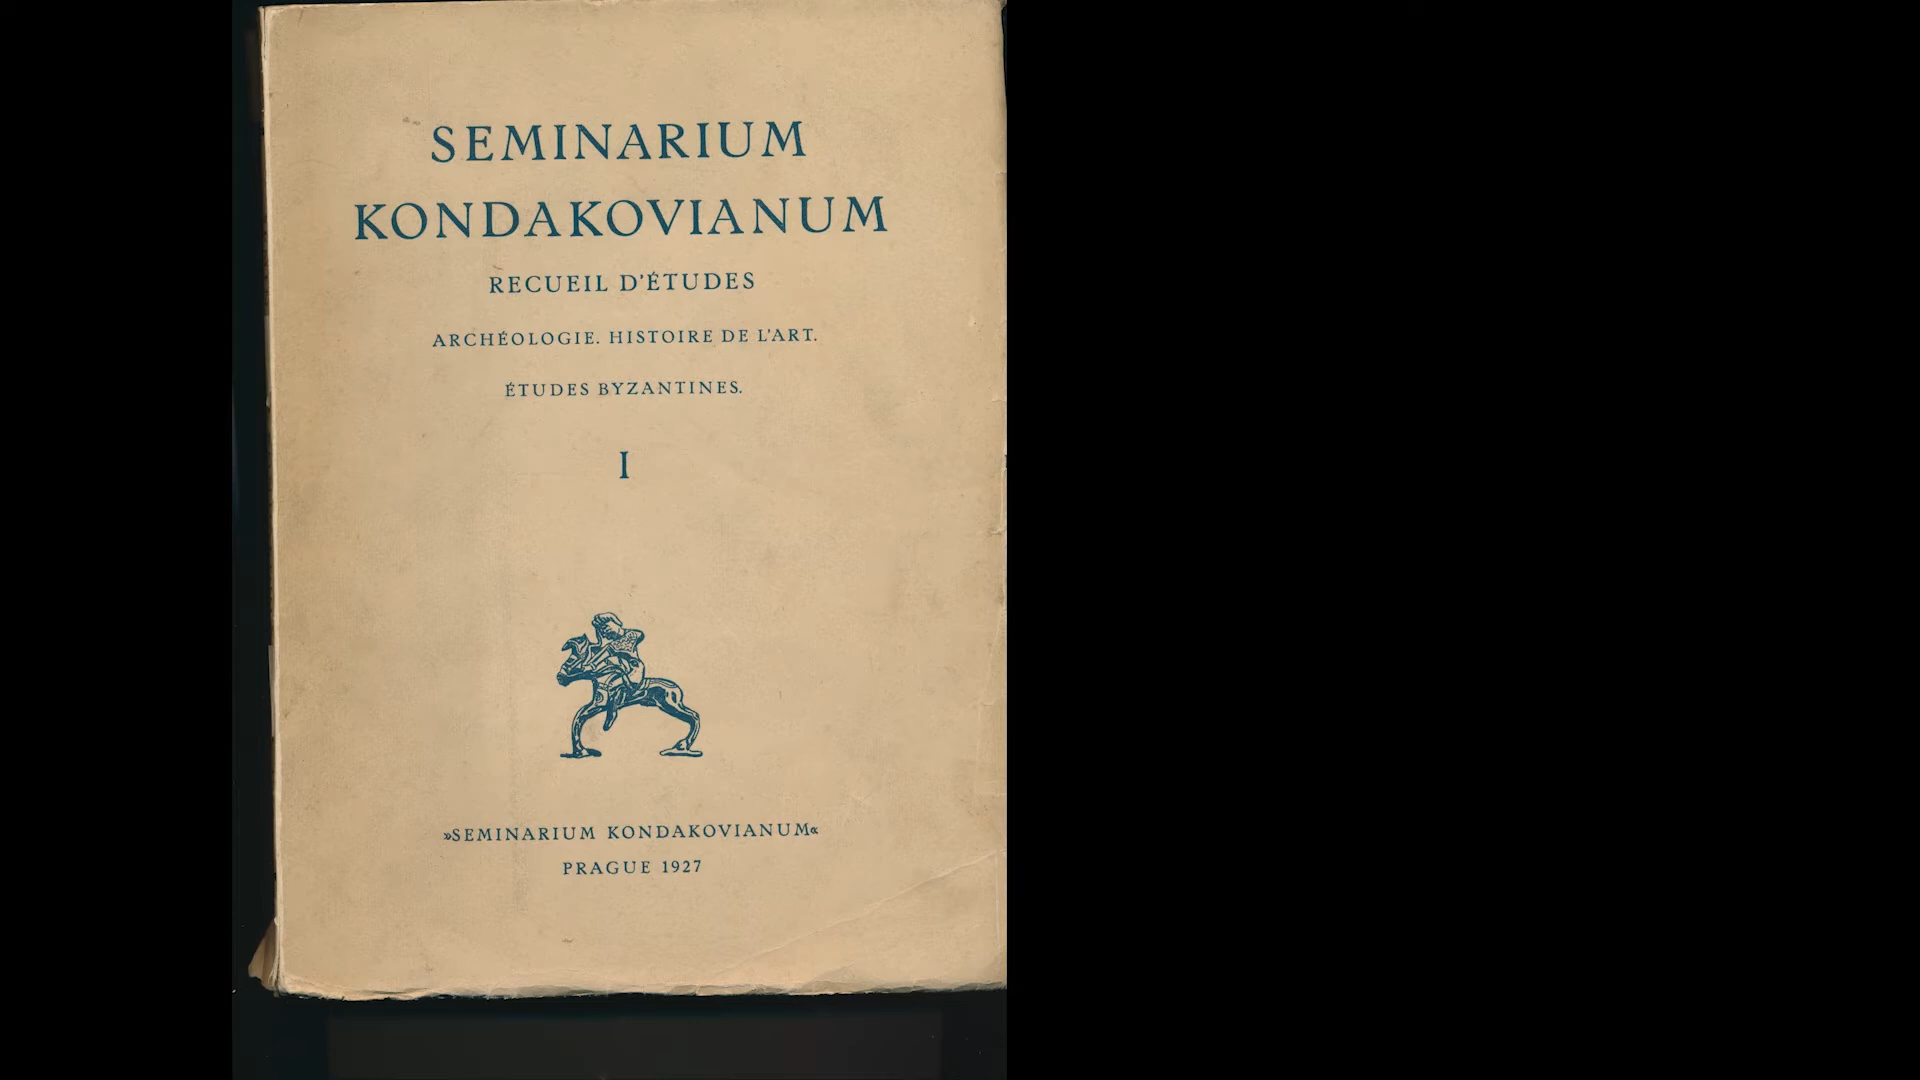 SEMINARIUM
KONDAKOVIANUM
RECUEIL D'ÉTUDES
ARCHÉOLOGIE. HISTOIRE DE L'ART.
ÉTUDES BYZANTINES.
I
»SEMINARIUM KONDAKOVIANUM«
PRAGUE 1927